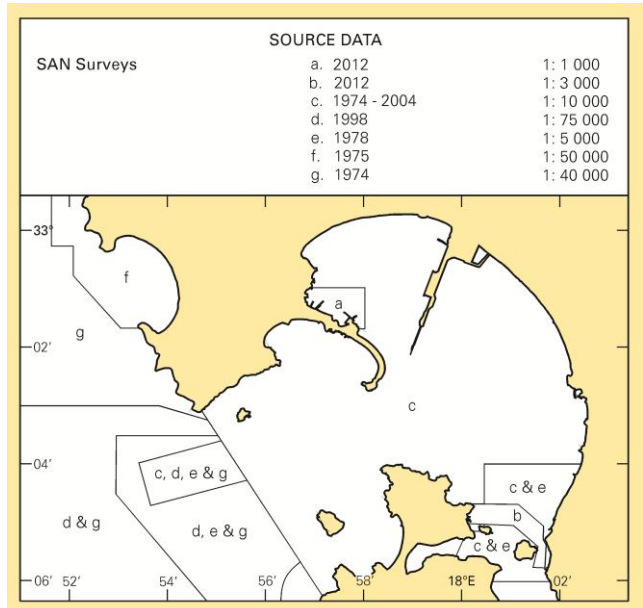 SOURCE DATA
SAN Surveys
a. 2012 1: 1 000
b. 2012 1: 3 000
c. 1974 - 2004 1: 10 000
d. 1998 1: 75 000
e. 1978 1: 5 000
f. 1975 1: 50 000
g. 1974 1: 40 000
33°
f
a
g
02'
c
04'
c, d, e & g
c & e
b
d & g
d, e & g
c & e
06' 52' 54' 56' 58' 18°E 02'